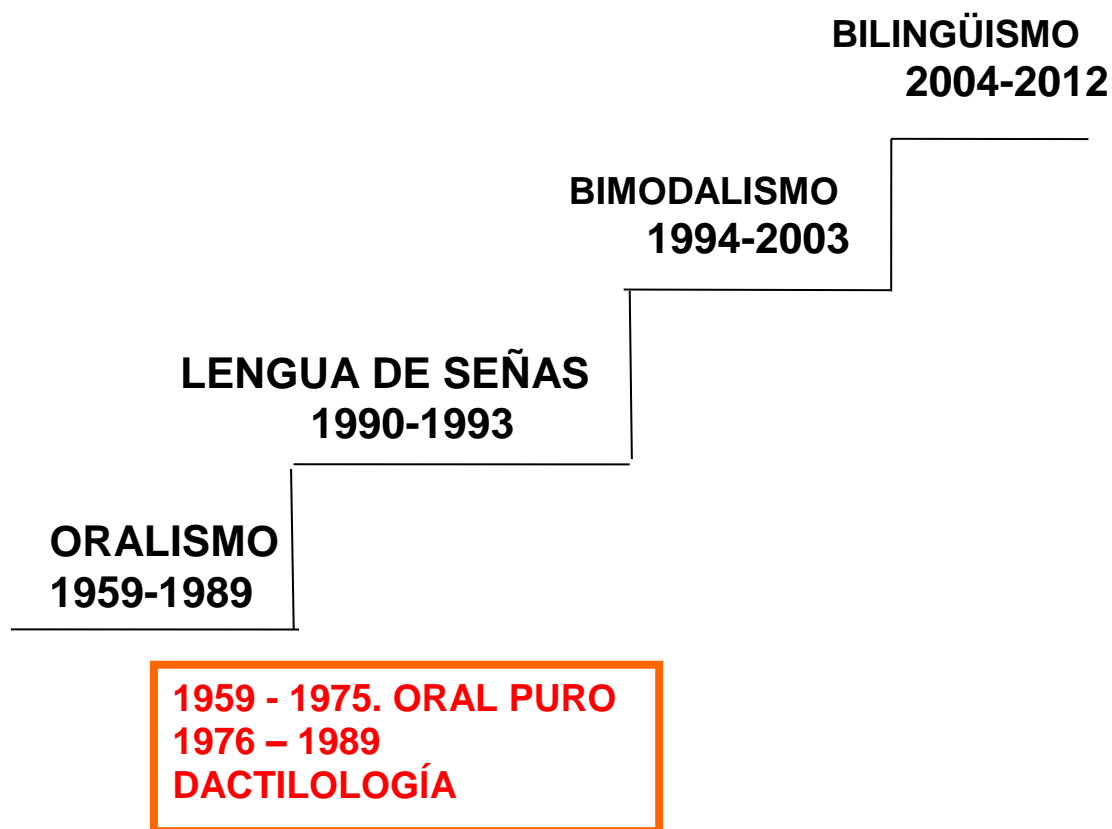 BILINGÜISMO
2004-2012
BIMODALISMO
1994-2003
LENGUA DE SEÑAS
1990-1993
ORALISMO
1959-1989
1959 - 1975. ORAL PURO
1976 – 1989
DACTILOLOGÍA